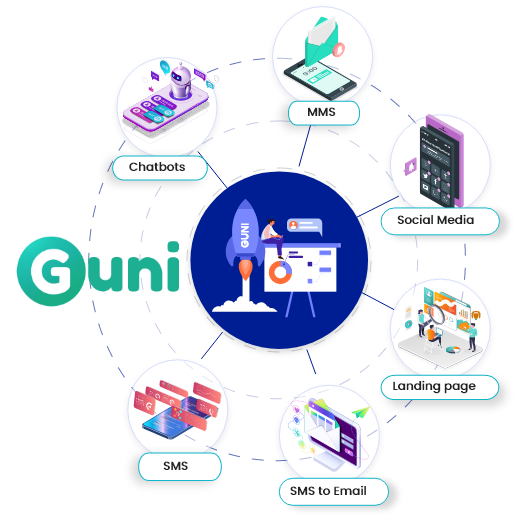 MMS
Chatbots
Social Media
GUNI
Guni
Landing page
SMS
SMS to Email